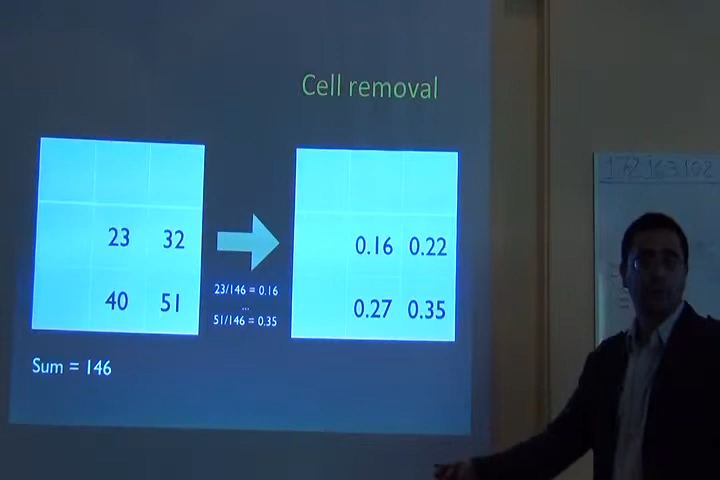 Cell removal
23 32
40 51
23/146 = 0.16
...
51/146 = 0.35
0.16 0.22
0.27 0.35
Sum = 146